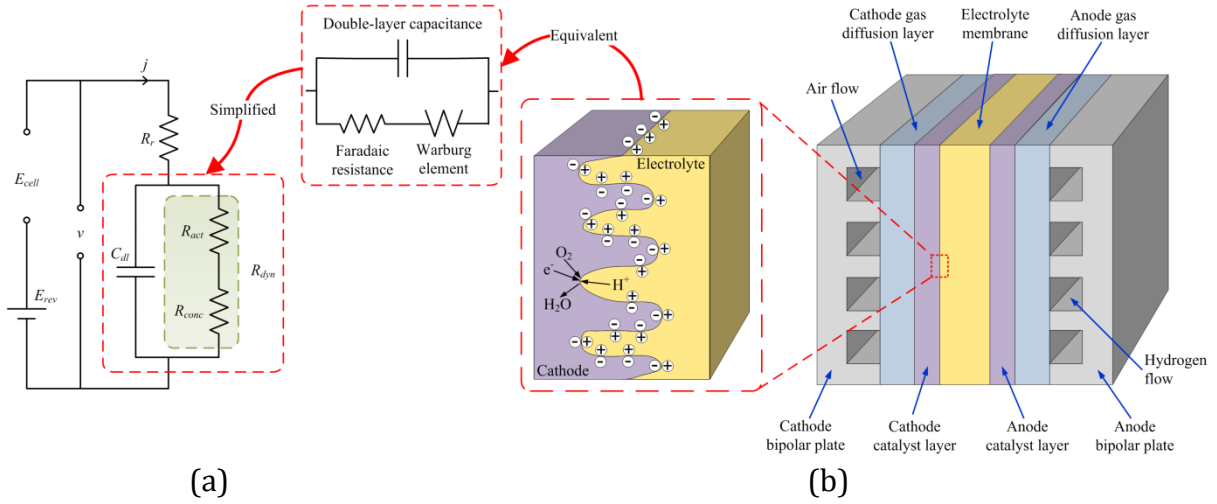 j
R_r
E_cell
v
C_dl
R_act
R_dyn
R_conc
E_rev
Simplified
Double-layer capacitance
Faradaic
resistance
Warburg
element
Equivalent
Electrolyte
O₂
e⁻
H₂O
H⁺
Cathode
Cathode gas
diffusion layer
Electrolyte
membrane
Anode gas
diffusion layer
Air flow
Hydrogen
flow
Cathode
bipolar plate
Cathode
catalyst layer
Anode
catalyst layer
Anode
bipolar plate
(a)
(b)